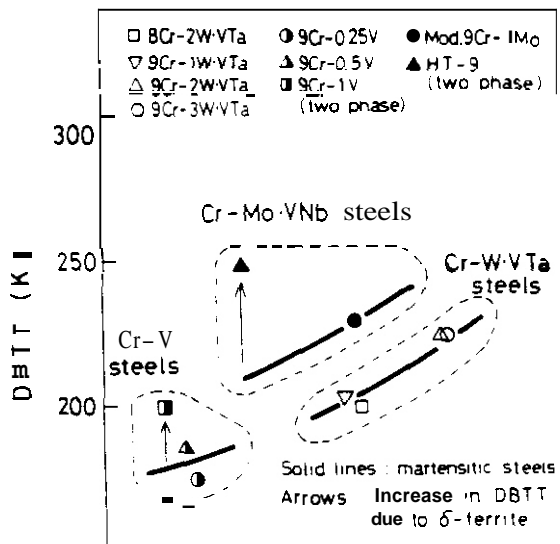 □ 8Cr-2W·VTa ◑ 9Cr-0.25V ● Mod.9Cr-1Mo
▽ 9Cr-1W·VTa 9Cr-0.5V ▲ HT-9
△ 9Cr-2W·VTa 9Cr-1V (two phase)
○ 9Cr-3W·VTa (two phase)
300
Cr-Mo·VNb steels
250
Cr-W·VTa
steels
Cr-V
steels
200
Solid lines : martensitic steels
Arrows Increase in DBTT
due to δ-ferrite